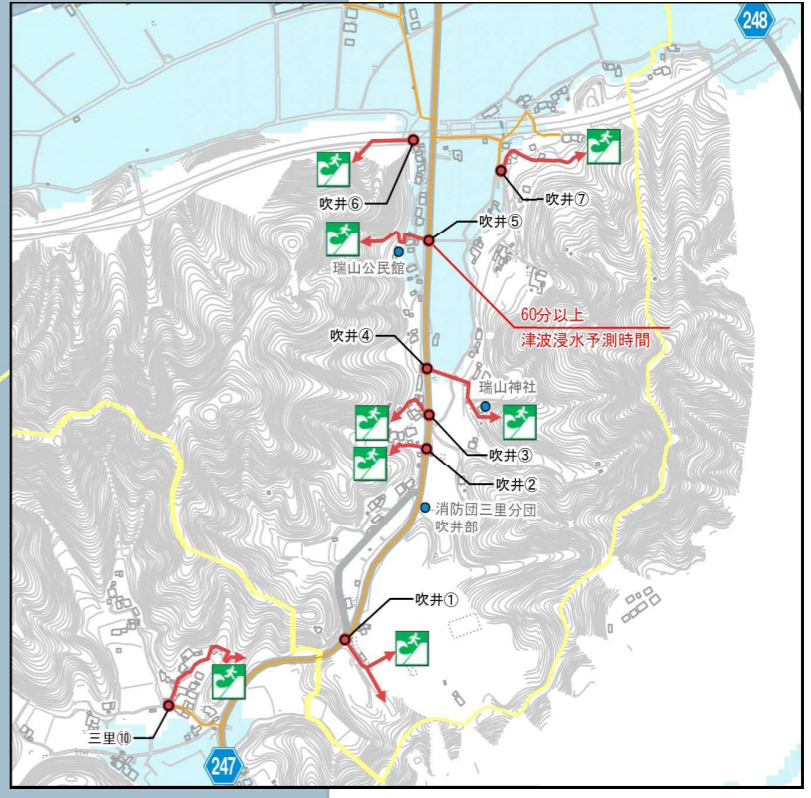 248
吹井⑥
吹井⑦
吹井⑤
瑞山公民館
60分以上
津波浸水予測時間
吹井④
瑞山神社
吹井③
吹井②
消防団三里分団
吹井部
吹井①
三里⑩
247